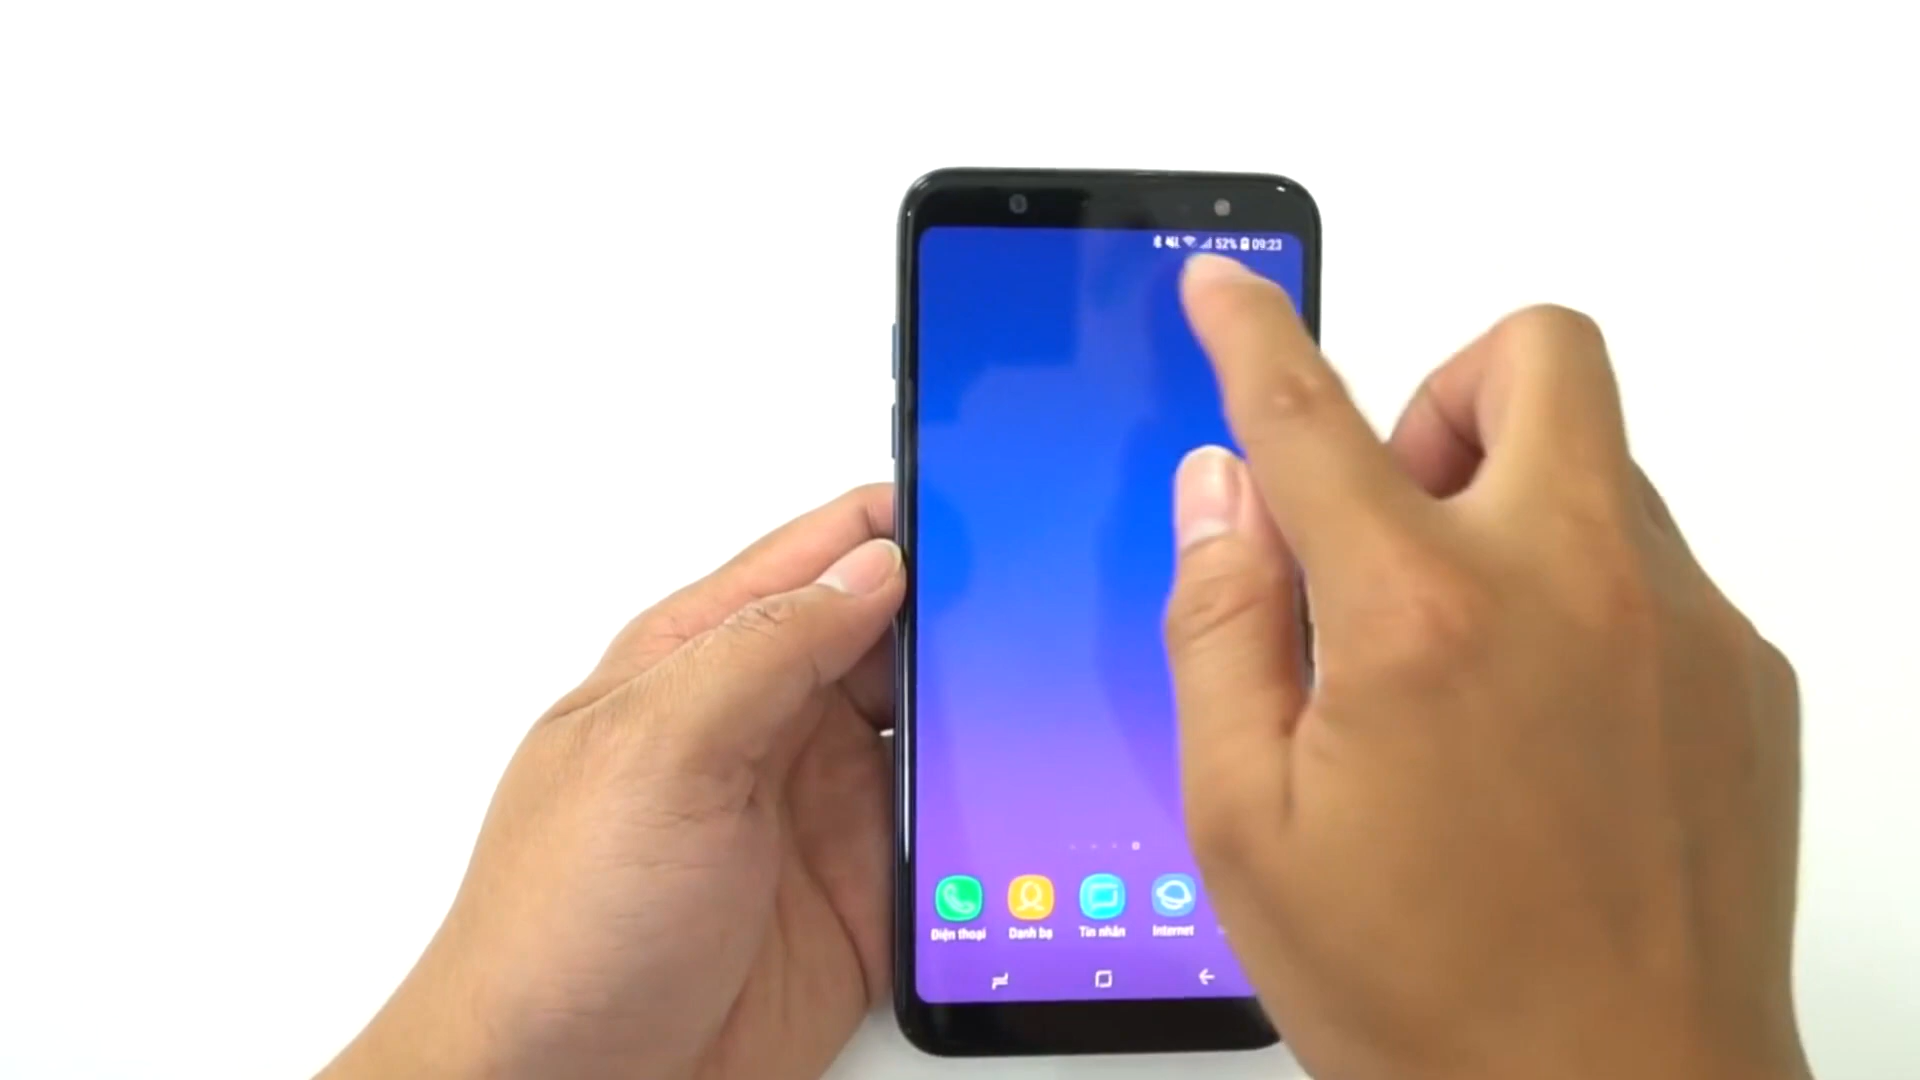 52% 09:23
Điện thoại Danh bạ Tin nhắn Internet